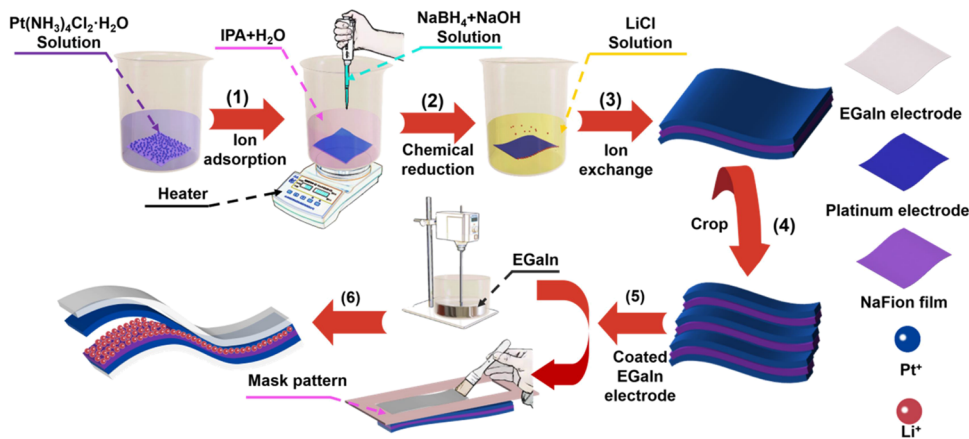 Pt(NH3)4Cl2·H2O
Solution
IPA+H2O
NaBH4+NaOH
Solution
LiCl
Solution
(1)
Ion
adsorption
(2)
Chemical
reduction
(3)
Ion
exchange
Heater
EGaIn electrode
Platinum electrode
NaFion film
Pt+
Li+
Crop
(4)
(5)
Coated
EGaIn
electrode
EGaIn
(6)
Mask pattern